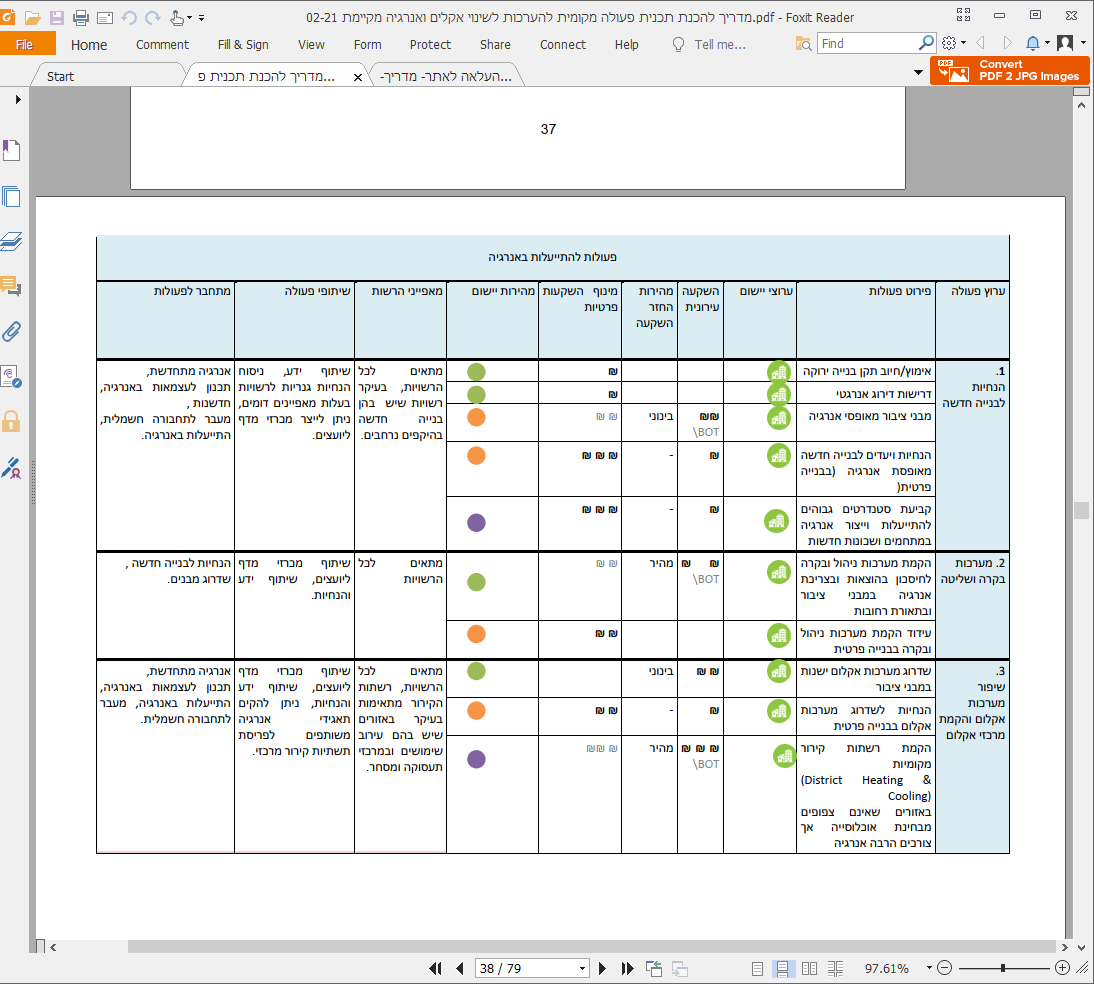 מדריך להכנת תכנית פעולה מקומית להערכות לשינוי אקלים ואנרגיה מקיימת 02-21.pdf - Foxit Reader
File Home Comment Fill & Sign View Form Protect Share Connect Help Tell me... Find
Start
מדריך להכנת תכנית פ...
העלאה לאתר- מדריך-...
Convert
PDF 2 JPG Images
37
פעולות להתייעלות באנרגיה
ערוץ פעולה
פירוט פעולות
ערוצי יישום
השקעה
עירונית
מהירות
החזר
השקעה
מינוף השקעות
פרטיות
מהירות יישום
מאפייני הרשות
שיתופי פעולה
מתחבר לפעולות
1.
הנחיות
לבנייה חדשה
אימוץ/חיוב תקן בנייה ירוקה
₪
דרישות דירוג אנרגטי
₪
מבני ציבור מאופסי אנרגיה
₪₪
BOT\
בינוני
₪ ₪
הנחיות ויעדים לבנייה חדשה
מאופסת אנרגיה (בבנייה
פרטית(
₪
-
₪ ₪ ₪
קביעת סטנדרטים גבוהים
להתייעלות וייצור אנרגיה
במתחמים ושכונות חדשות
₪
-
₪ ₪ ₪
מתאים לכל
הרשויות, בעיקר
רשויות שיש בהן
בנייה חדשה
בהיקפים נרחבים.
שיתוף ידע, ניסוח
הנחיות גנריות לרשויות
בעלות מאפיינים דומים,
ניתן לייצר מכרזי מדף
ליועצים.
אנרגיה מתחדשת,
תכנון לעצמאות באנרגיה,
חדשנות ,
מעבר לתחבורה חשמלית,
התייעלות באנרגיה.
2. מערכות
בקרה ושליטה
הקמת מערכות ניהול ובקרה
לחיסכון בהוצאות ובצריכת
אנרגיה במבני ציבור
ובתאורת רחובות
₪ ₪
BOT\
מהיר
₪ ₪
עידוד הקמת מערכות ניהול
ובקרה בבנייה פרטית
₪ ₪
מתאים לכל
הרשויות
שיתוף מכרזי מדף
ליועצים, שיתוף ידע
והנחיות.
הנחיות לבנייה חדשה ,
שדרוג מבנים.
3.
שיפור
מערכות
אקלום והקמת
מרכזי אקלום
שדרוג מערכות אקלום ישנות
במבני ציבור
₪ ₪
בינוני
הנחיות לשדרוג מערכות
אקלום בבנייה פרטית
₪
-
₪ ₪
הקמת רשתות קירור
מקומיות
(District Heating &
Cooling)
באזורים שאינם צפופים
מבחינת אוכלוסייה אך
צורכים הרבה אנרגיה
₪ ₪ ₪
BOT\
מהיר
₪ ₪₪
מתאים לכל
הרשויות, רשתות
הקירור מתאימות
בעיקר באזורים
שיש בהם עירוב
שימושים ובמרכזי
תעסוקה ומסחר.
שיתוף מכרזי מדף
ליועצים, שיתוף ידע
והנחיות, ניתן להקים
תאגידי אנרגיה
משותפים לפריסת
תשתיות קירור מרכזי.
אנרגיה מתחדשת,
תכנון לעצמאות באנרגיה,
התייעלות באנרגיה, מעבר
לתחבורה חשמלית.
38 / 79
97.61%